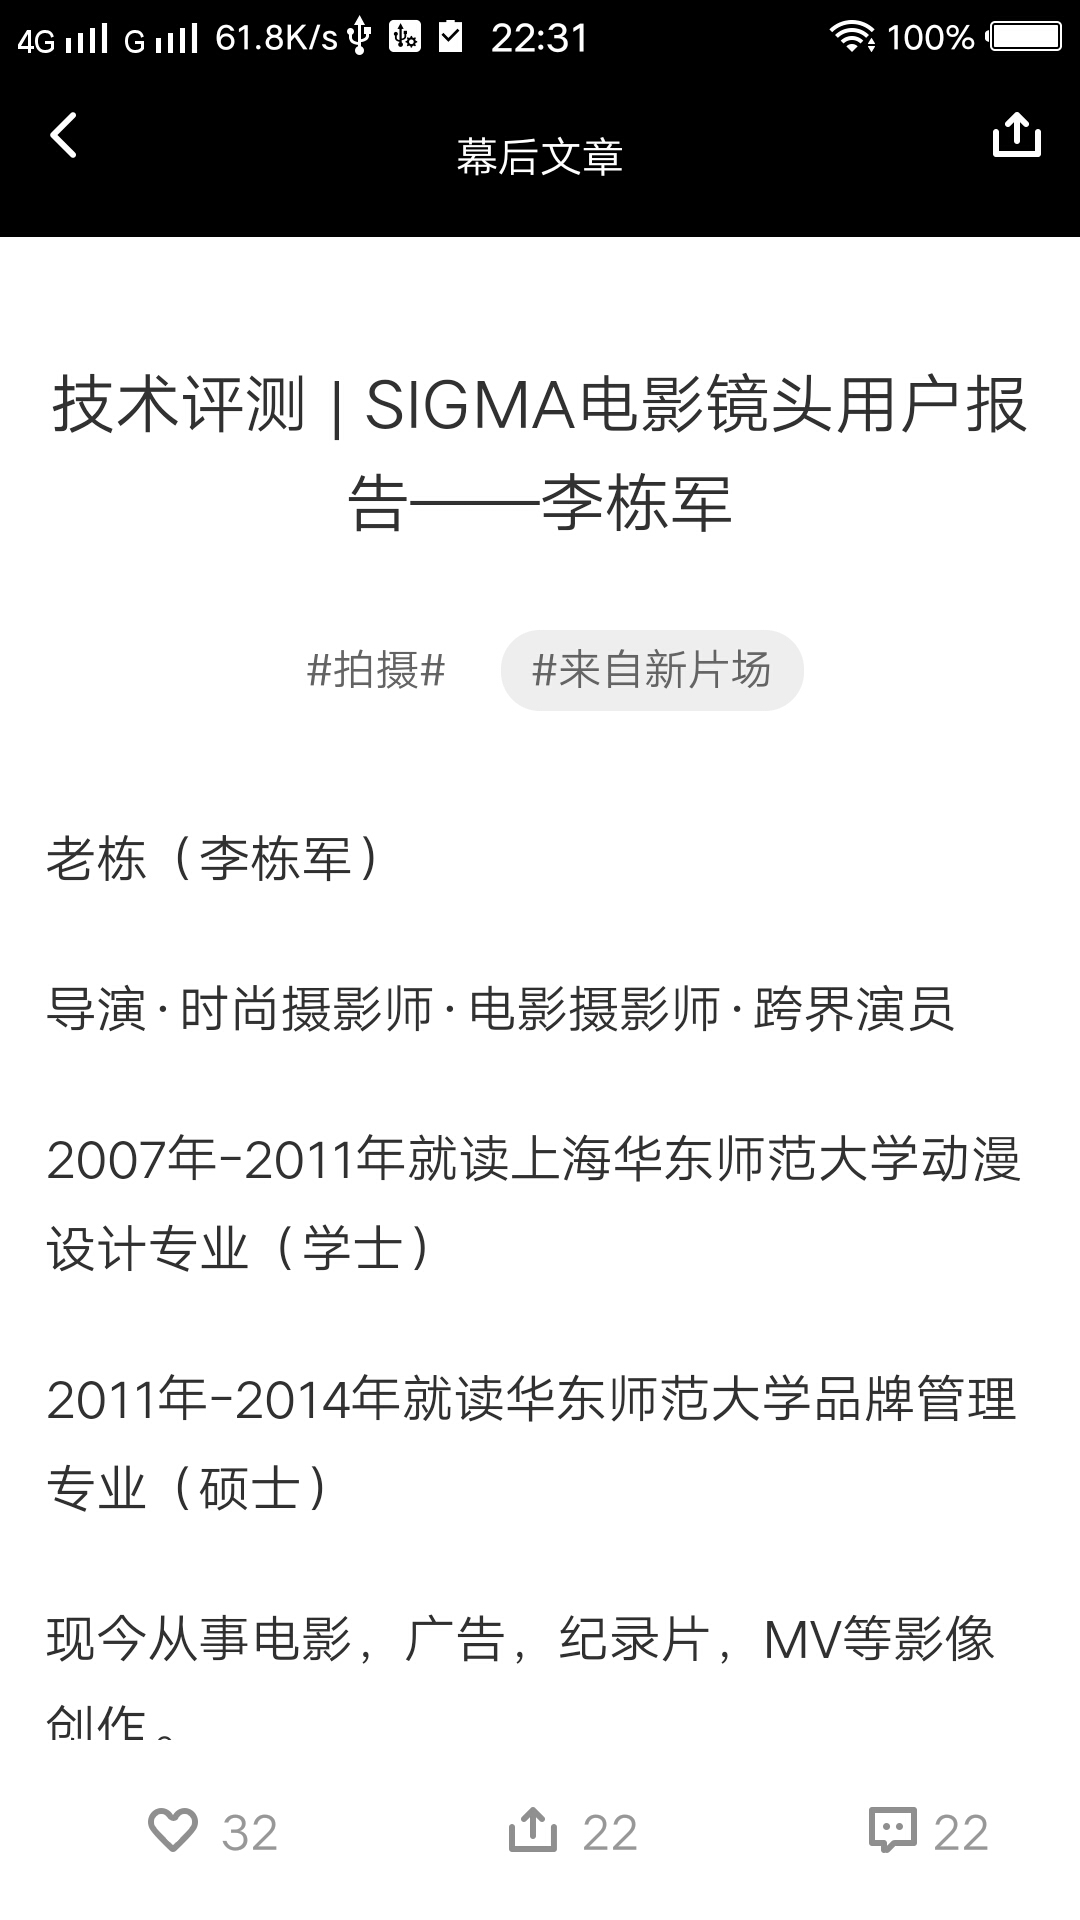 4G G 61.8K/s 22:31 100%
幕后文章
技术评测 | SIGMA电影镜头用户报
告——李栋军
#拍摄# #来自新片场
老栋（李栋军）
导演·时尚摄影师·电影摄影师·跨界演员
2007年-2011年就读上海华东师范大学动漫
设计专业（学士）
2011年-2014年就读华东师范大学品牌管理
专业（硕士）
现今从事电影，广告，纪录片，MV等影像
创作。
32 22 22